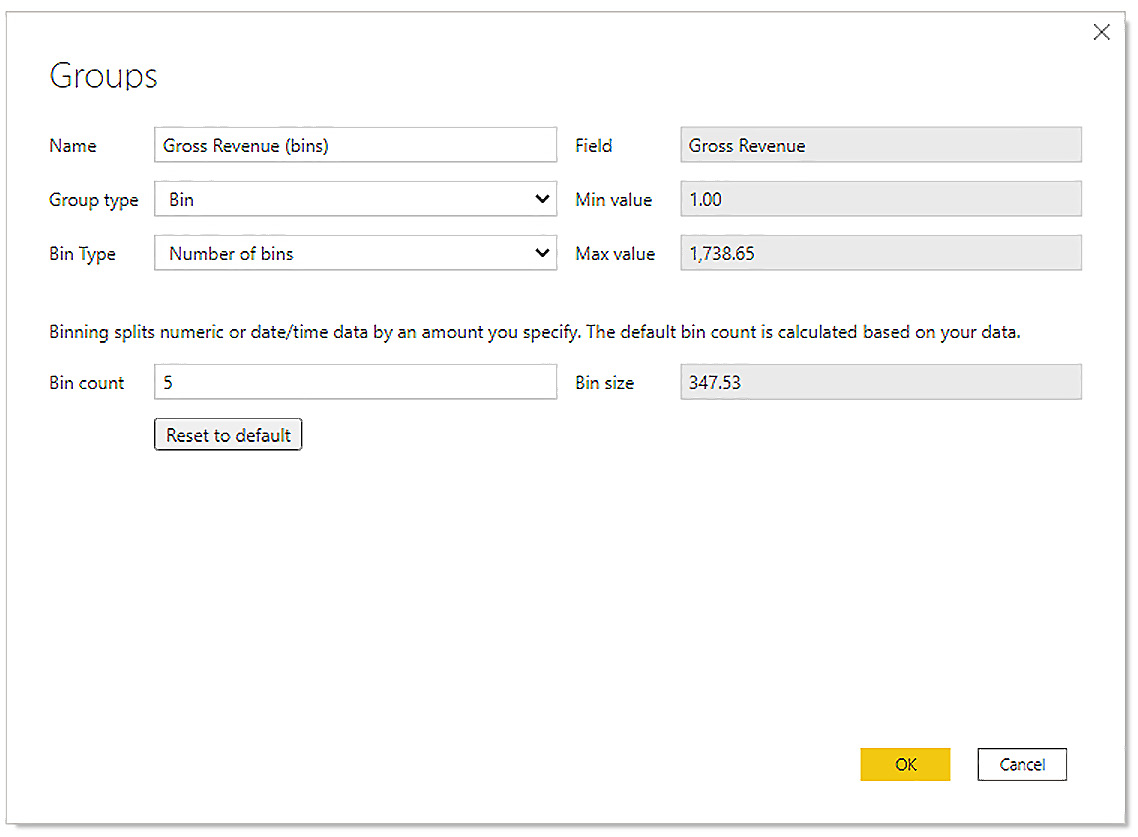 Groups
Name Gross Revenue (bins) Field Gross Revenue
Group type Bin Min value 1.00
Bin Type Number of bins Max value 1,738.65
Binning splits numeric or date/time data by an amount you specify. The default bin count is calculated based on your data.
Bin count 5 Bin size 347.53
Reset to default
OK Cancel